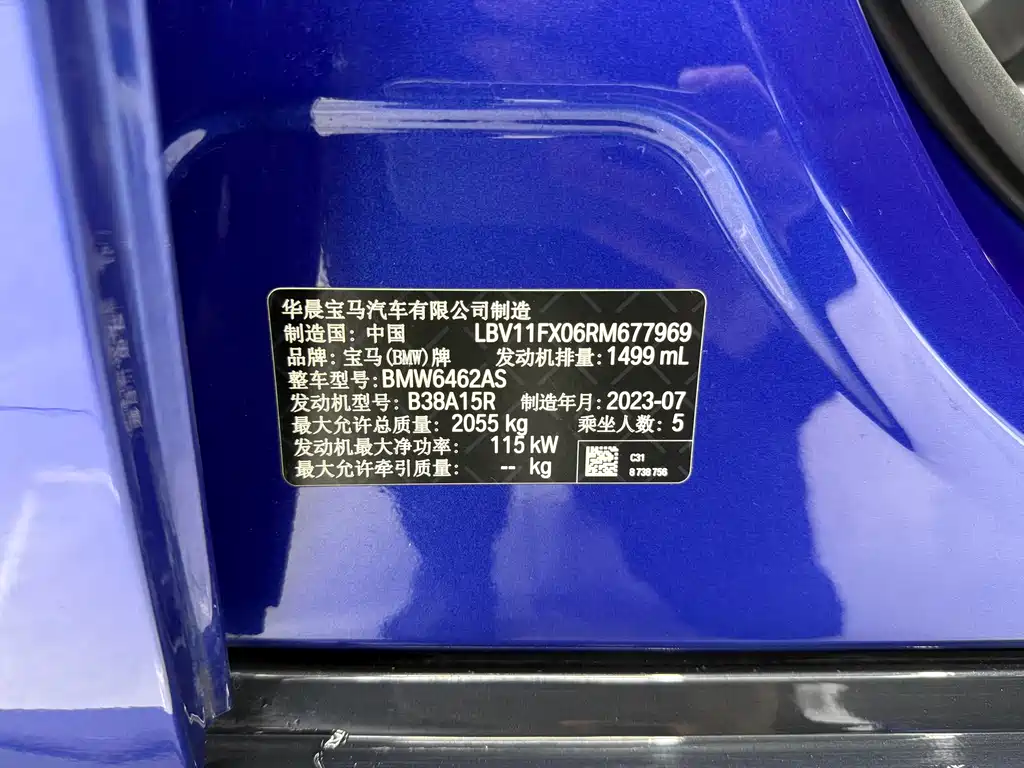 华晨宝马汽车有限公司制造
制造国: 中国 LBV11FX06RM677969
品牌: 宝马(BMW)牌 发动机排量: 1499 mL
整车型号: BMW6462AS
发动机型号: B38A15R 制造年月: 2023-07
最大允许总质量: 2055 kg 乘坐人数: 5
发动机最大净功率: 115 kW
最大允许牵引质量: -- kg
C31
8 738 756